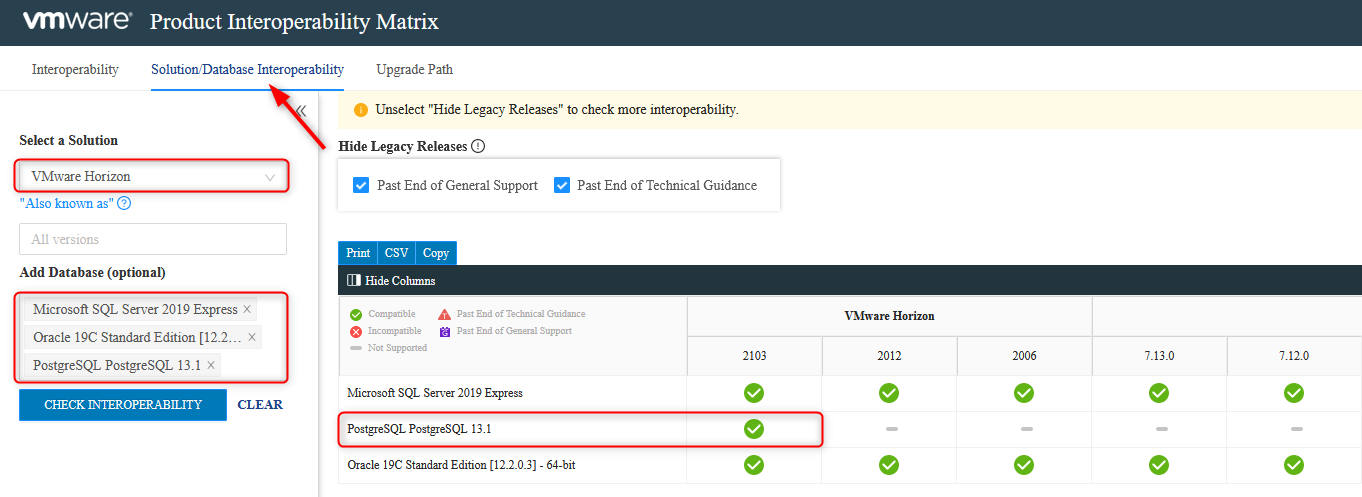 vmware® Product Interoperability Matrix
Interoperability Solution/Database Interoperability Upgrade Path
Select a Solution
VMware Horizon
"Also known as"
All versions
Add Database (optional)
Microsoft SQL Server 2019 Express ×
Oracle 19C Standard Edition [12.2... ×
PostgreSQL PostgreSQL 13.1 ×
CHECK INTEROPERABILITY CLEAR
Unselect "Hide Legacy Releases" to check more interoperability.
Hide Legacy Releases
Past End of General Support Past End of Technical Guidance
Print CSV Copy
Hide Columns
Compatible Past End of Technical Guidance
Incompatible Past End of General Support
Not Supported
VMware Horizon
2103 2012 2006 7.13.0 7.12.0
Microsoft SQL Server 2019 Express
PostgreSQL PostgreSQL 13.1
Oracle 19C Standard Edition [12.2.0.3] - 64-bit